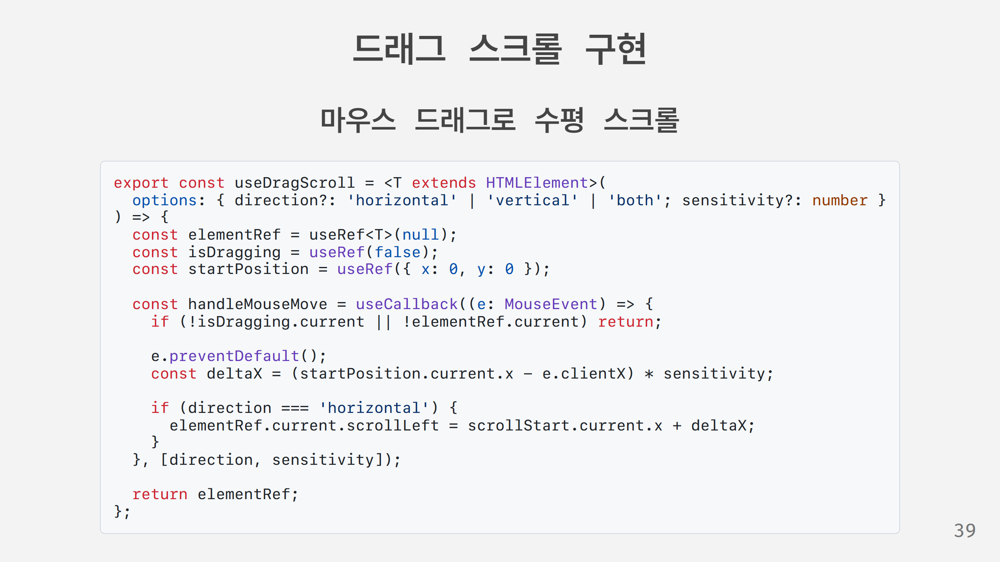 드래그 스크롤 구현
마우스 드래그로 수평 스크롤
export const useDragScroll = <T extends HTMLElement>(
  options: { direction?: 'horizontal' | 'vertical' | 'both'; sensitivity?: number }
) => {
  const elementRef = useRef<T>(null);
  const isDragging = useRef(false);
  const startPosition = useRef({ x: 0, y: 0 });

  const handleMouseMove = useCallback((e: MouseEvent) => {
    if (!isDragging.current || !elementRef.current) return;

    e.preventDefault();
    const deltaX = (startPosition.current.x - e.clientX) * sensitivity;

    if (direction === 'horizontal') {
      elementRef.current.scrollLeft = scrollStart.current.x + deltaX;
    }
  }, [direction, sensitivity]);

  return elementRef;
};
39